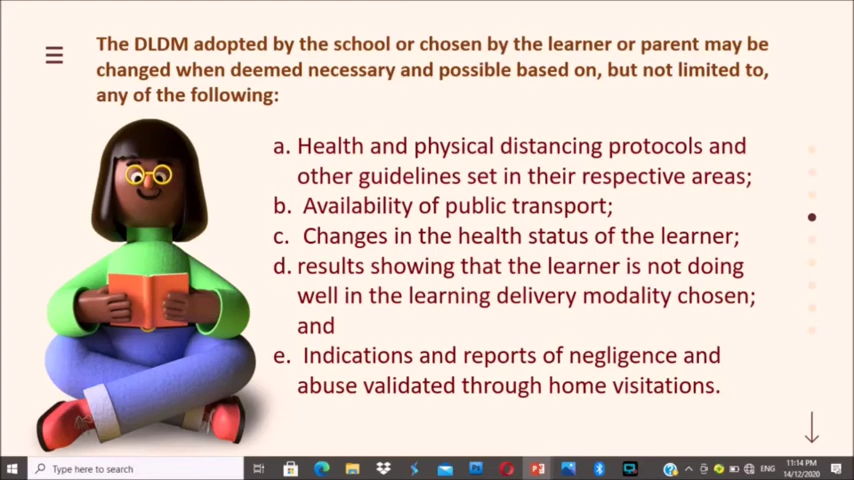 The DLDM adopted by the school or chosen by the learner or parent may be
changed when deemed necessary and possible based on, but not limited to,
any of the following:
a. Health and physical distancing protocols and
other guidelines set in their respective areas;
b. Availability of public transport;
c. Changes in the health status of the learner;
d. results showing that the learner is not doing
well in the learning delivery modality chosen;
and
e. Indications and reports of negligence and
abuse validated through home visitations.
Type here to search
ENG
11:14 PM
14/12/2020